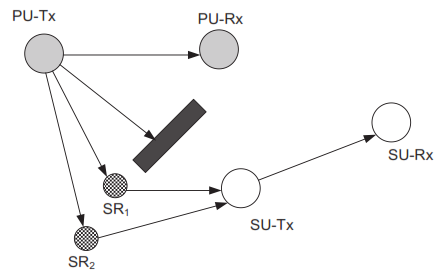 PU-Tx
PU-Rx
SU-Rx
SR₁
SU-Tx
SR₂